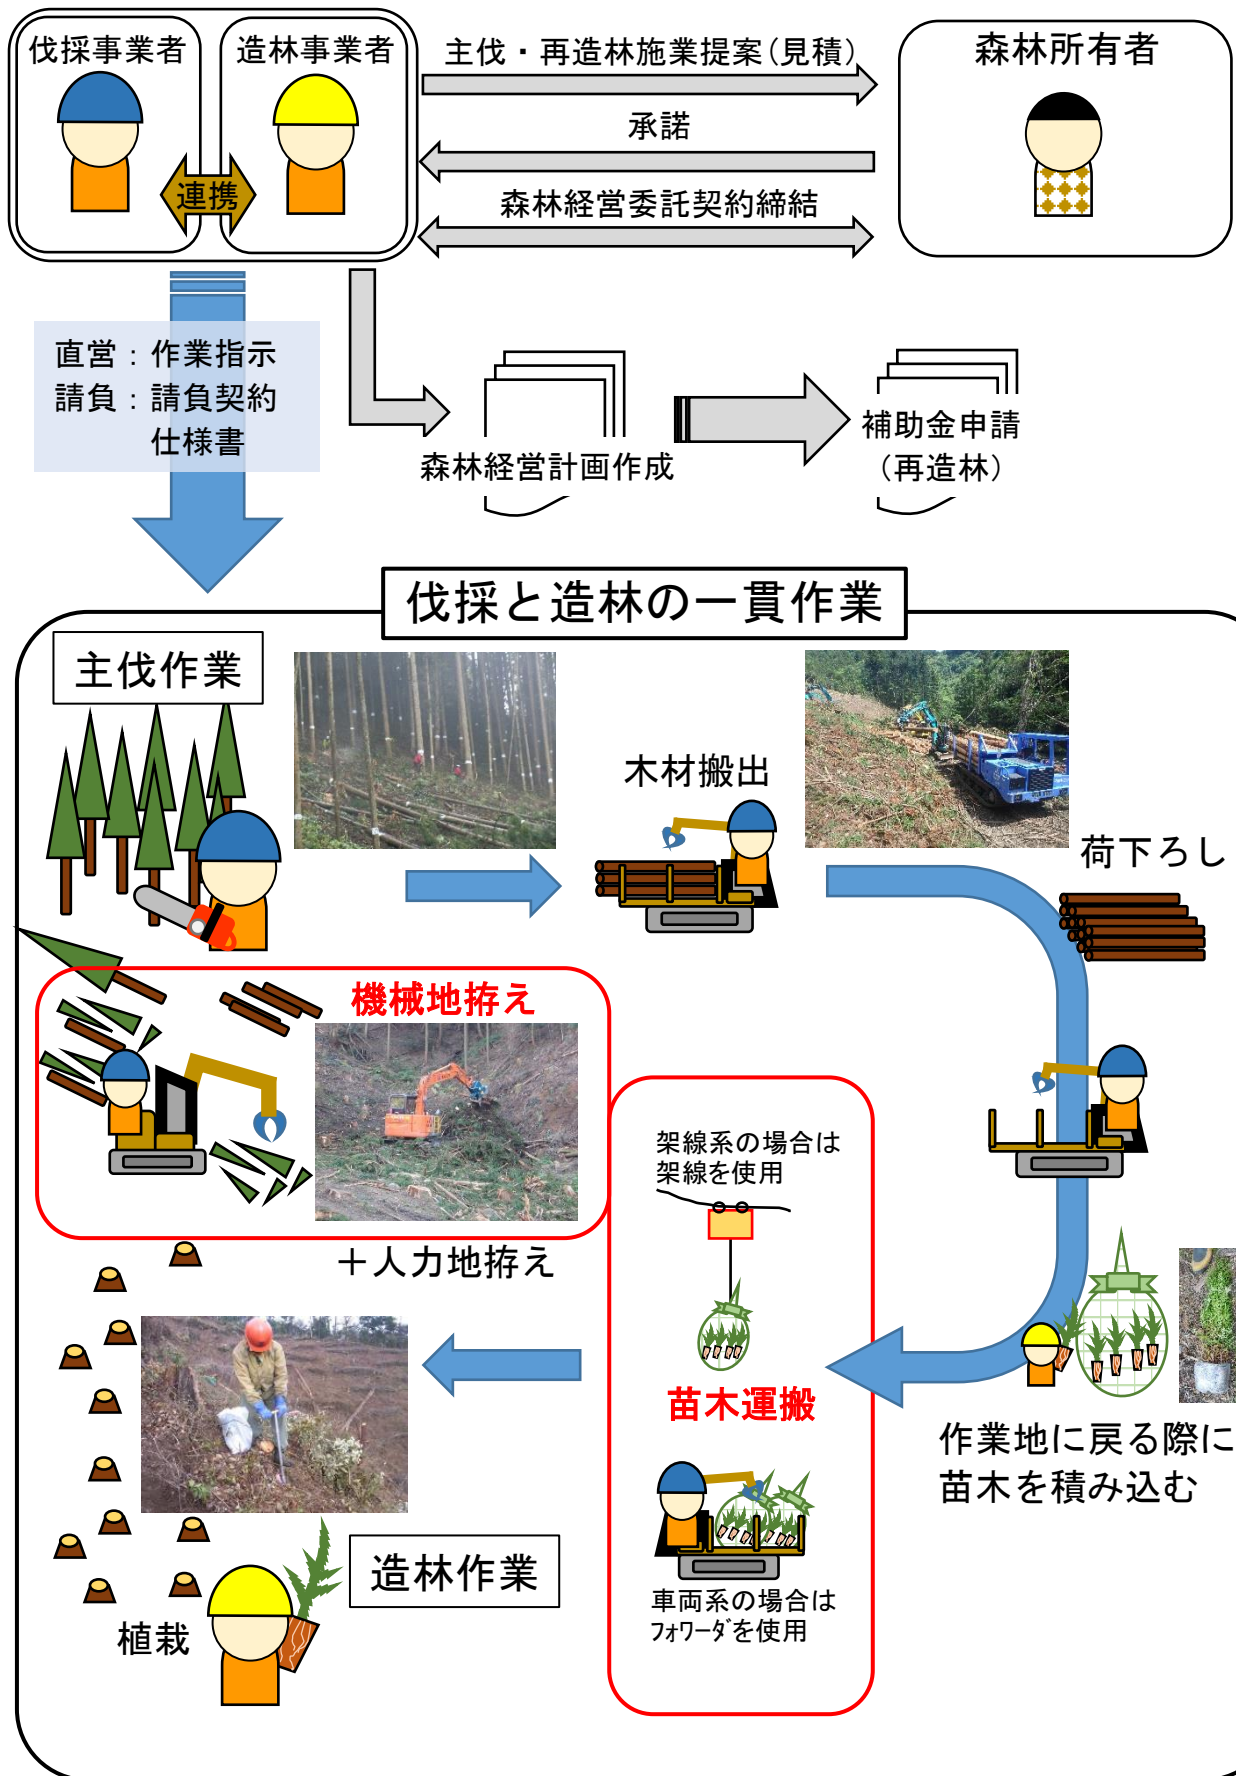 伐採事業者
造林事業者
連携
主伐・再造林施業提案(見積)
承諾
森林経営委託契約締結
森林所有者
直営：作業指示
請負：請負契約
仕様書
森林経営計画作成
補助金申請
（再造林）
伐採と造林の一貫作業
主伐作業
木材搬出
荷下ろし
機械地拵え
＋人力地拵え
架線系の場合は
架線を使用
苗木運搬
車両系の場合は
ﾌｫﾜｰﾀﾞを使用
作業地に戻る際に
苗木を積み込む
造林作業
植栽